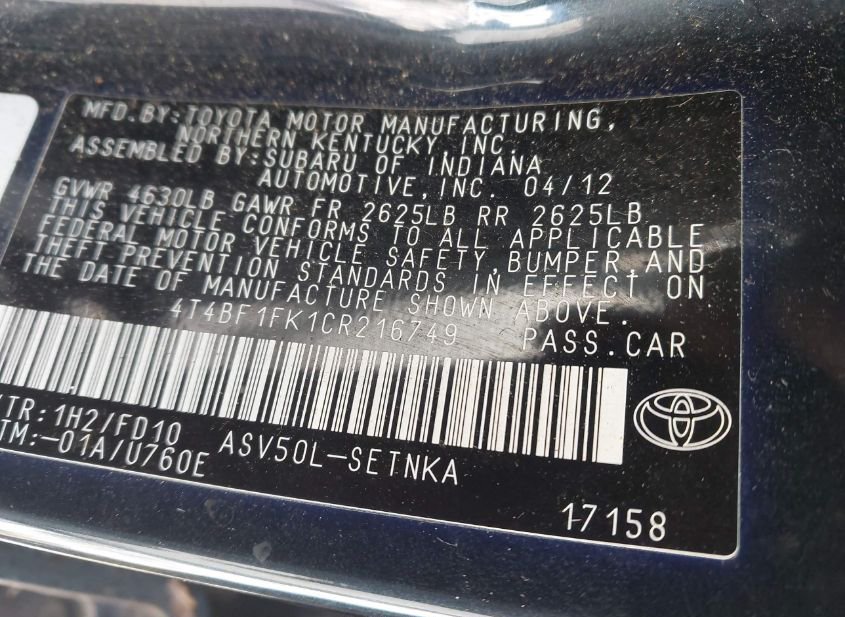 MFD.BY:TOYOTA MOTOR MANUFACTURING,
NORTHERN KENTUCKY,INC.
ASSEMBLED BY:SUBARU OF INDIANA
AUTOMOTIVE,INC. 04/12
GVWR 4630LB GAWR FR 2625LB RR 2625LB
THIS VEHICLE CONFORMS TO ALL APPLICABLE
FEDERAL MOTOR VEHICLE SAFETY,BUMPER,AND
THEFT PREVENTION STANDARDS IN EFFECT ON
THE DATE OF MANUFACTURE SHOWN ABOVE.
4T4BF1FK1CR216749 PASS.CAR
/TR:1H2/FD10
TM:-01A/U760E ASV50L-SETNKA
17158